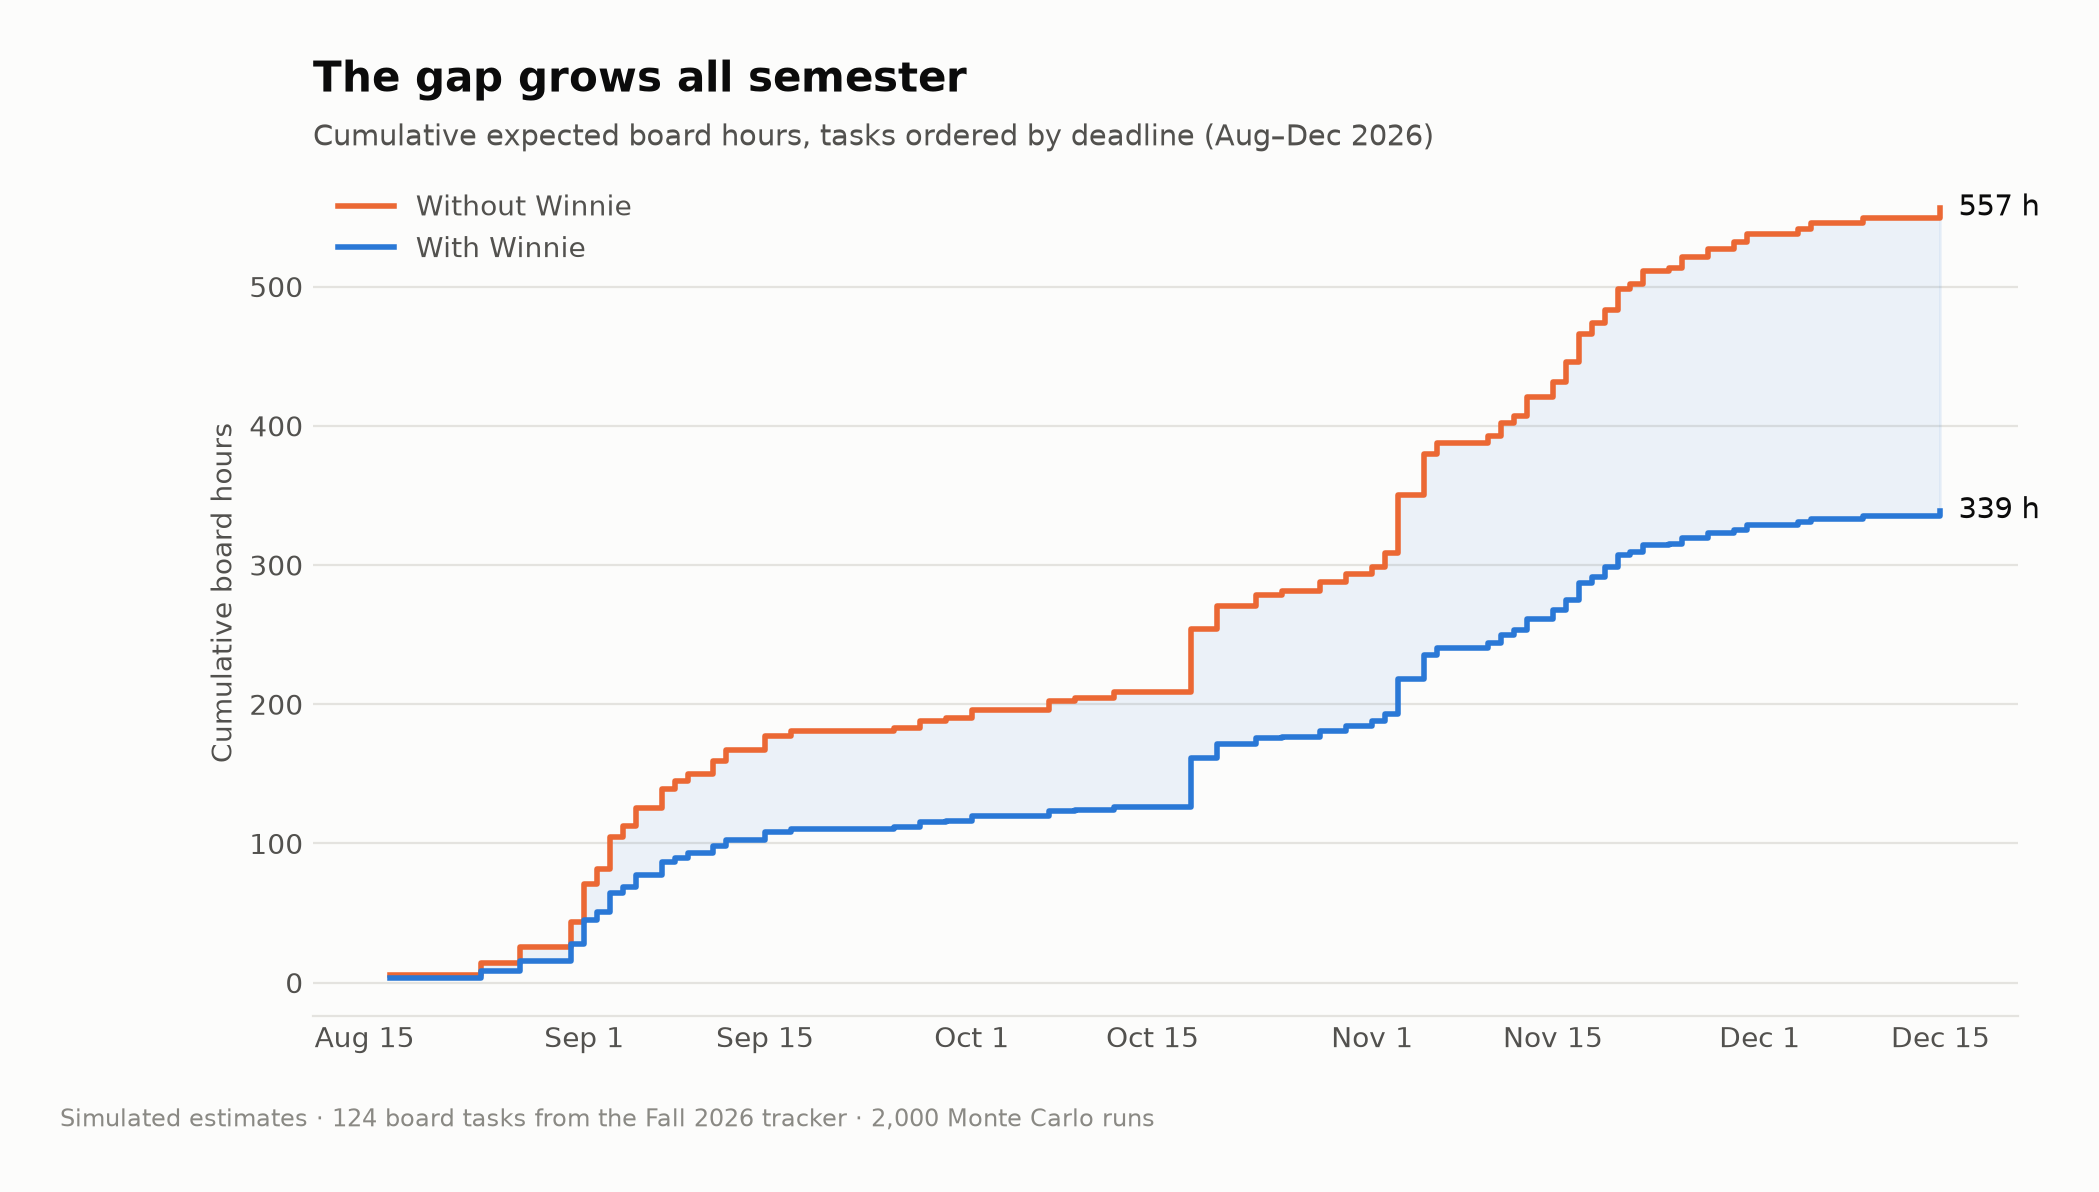 The gap grows all semester
Cumulative expected board hours, tasks ordered by deadline (Aug–Dec 2026)
Without Winnie
With Winnie
557 h
339 h
Cumulative board hours
500
400
300
200
100
0
Aug 15 Sep 1 Sep 15 Oct 1 Oct 15 Nov 1 Nov 15 Dec 1 Dec 15
Simulated estimates · 124 board tasks from the Fall 2026 tracker · 2,000 Monte Carlo runs